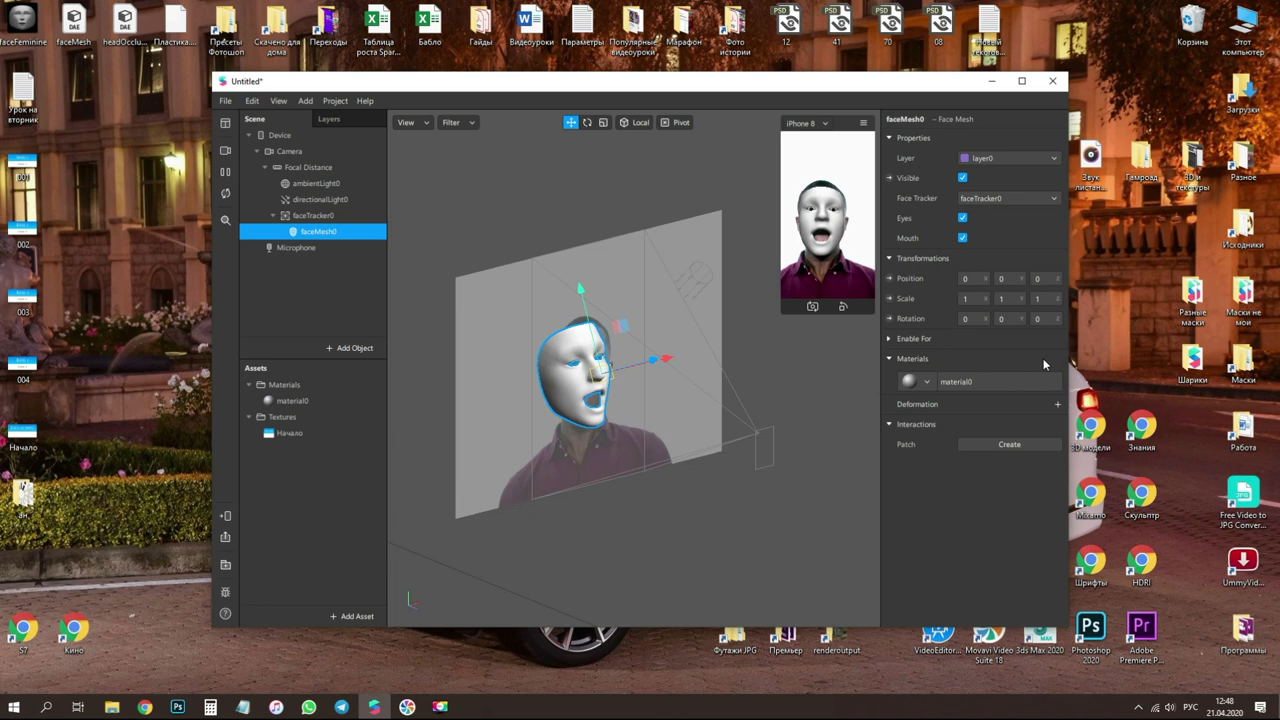 faceFeminine
faceMesh
headOcclu...
Пластика....
Пресеты Фотошоп
Скачено для дома
Переходы
Таблица роста Spar...
Бабло
Гайды
Видеоуроки
Параметры
Популярные видеоуроки
Марафон
Фото истории
12
41
70
08
Новый текстов...
Корзина
Этот компьютер
Урок на вторник
001
002
003
004
Начало
ан
S7
Кино
Untitled*
File Edit View Add Project Help
Scene Layers
Device
Camera
Focal Distance
ambientLight0
directionalLight0
faceTracker0
faceMesh0
Microphone
+ Add Object
Assets
Materials
material0
Textures
Начало
+ Add Asset
View Filter Local Pivot
iPhone 8
faceMesh0 – Face Mesh
Properties
Layer layer0
Visible
Face Tracker faceTracker0
Eyes
Mouth
Transformations
Position 0 X 0 Y 0 Z
Scale 1 X 1 Y 1 Z
Rotation 0 X 0 Y 0 Z
Enable For
Materials
material0
Deformation +
Interactions
Patch Create
Загрузки
Звук листан...
Гамроад
3D и текстуры
Разное
Исходники
Разные маски
Маски не мои
Шарики
Маски
3D модели
Знания
Работа
Miхamo
Скульптр
Free Video to JPG Conver...
Шрифты
HDRI
UmmyVid...
Футажи JPG
Премьер
renderoutput
VideoEditor...
Movavi Video Suite 18
3ds Max 2020
Photoshop 2020
Adobe Premiere P...
Программы
РУС
12:48
21.04.2020